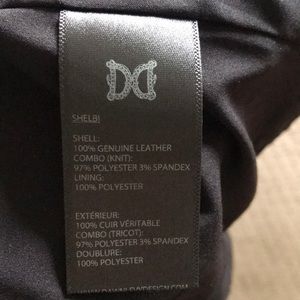 SHELBI
SHELL:
100% GENUINE LEATHER
COMBO (KNIT):
97% POLYESTER 3% SPANDEX
LINING:
100% POLYESTER
EXTÉRIEUR:
100% CUIR VÉRITABLE
COMBO (TRICOT):
97% POLYESTER 3% SPANDEX
DOUBLURE:
100% POLYESTER